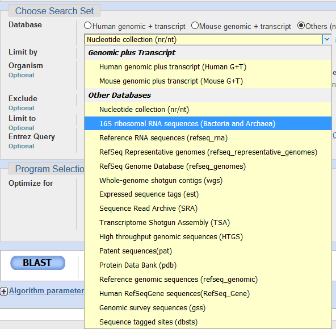 Choose Search Set
Database
Human genomic + transcript Mouse genomic + transcript Others (n
Nucleotide collection (nr/nt)
Limit by
Genomic plus Transcript
Organism
Human genomic plus transcript (Human G+T)
Optional
Mouse genomic plus transcript (Mouse G+T)
Other Databases
Exclude
Nucleotide collection (nr/nt)
Optional
Limit to
16S ribosomal RNA sequences (Bacteria and Archaea)
Optional
Entrez Query
Reference RNA sequences (refseq_rna)
Optional
RefSeq Representative genomes (refseq_representative_genomes)
RefSeq Genome Database (refseq_genomes)
Program Selectio
Whole-genome shotgun contigs (wgs)
Optimize for
Expressed sequence tags (est)
Sequence Read Archive (SRA)
Transcriptome Shotgun Assembly (TSA)
High throughput genomic sequences (HTGS)
Patent sequences(pat)
BLAST
Protein Data Bank (pdb)
Reference genomic sequences (refseq_genomic)
Algorithm parameter
Human RefSeqGene sequences(RefSeq_Gene)
Genomic survey sequences (gss)
Sequence tagged sites (dbsts)